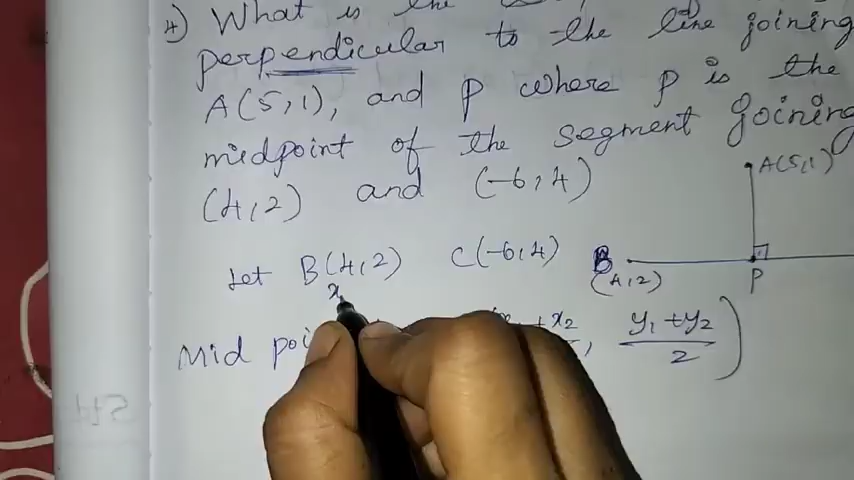 4) What is the
perpendicular to the line joining
A(5,1), and P where P is the
midpoint of the segment joining
(4,2) and (-6,4)
A(5,1)
Let B(4,2) C(-6,4) B
(4,2) P
x
Mid poi x2 , y1+y2
2 )